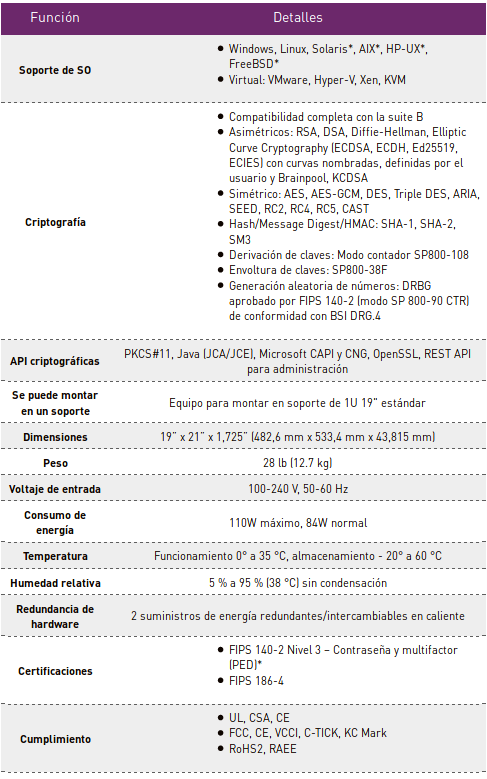 Función Detalles
Soporte de SO
● Windows, Linux, Solaris*, AIX*, HP-UX*,
FreeBSD*
● Virtual: VMware, Hyper-V, Xen, KVM
Criptografía
● Compatibilidad completa con la suite B
● Asimétricos: RSA, DSA, Diffie-Hellman, Elliptic
Curve Cryptography (ECDSA, ECDH, Ed25519,
ECIES) con curvas nombradas, definidas por el
usuario y Brainpool, KCDSA
● Simétrico: AES, AES-GCM, DES, Triple DES, ARIA,
SEED, RC2, RC4, RC5, CAST
● Hash/Message Digest/HMAC: SHA-1, SHA-2,
SM3
● Derivación de claves: Modo contador SP800-108
● Envoltura de claves: SP800-38F
● Generación aleatoria de números: DRBG
aprobado por FIPS 140-2 (modo SP 800-90 CTR)
de conformidad con BSI DRG.4
API criptográficas
PKCS#11, Java (JCA/JCE), Microsoft CAPI y CNG, OpenSSL, REST API
para administración
Se puede montar
en un soporte
Equipo para montar en soporte de 1U 19" estándar
Dimensiones 19” x 21” x 1,725” (482,6 mm x 533,4 mm x 43,815 mm)
Peso 28 lb (12.7 kg)
Voltaje de entrada 100-240 V, 50-60 Hz
Consumo de
energía
110W máximo, 84W normal
Temperatura Funcionamiento 0° a 35 °C, almacenamiento - 20° a 60 °C
Humedad relativa 5 % a 95 % (38 °C) sin condensación
Redundancia de
hardware
2 suministros de energía redundantes/intercambiables en caliente
Certificaciones
● FIPS 140-2 Nivel 3 – Contraseña y multifactor
(PED)*
● FIPS 186-4
Cumplimiento
● UL, CSA, CE
● FCC, CE, VCCI, C-TICK, KC Mark
● RoHS2, RAEE